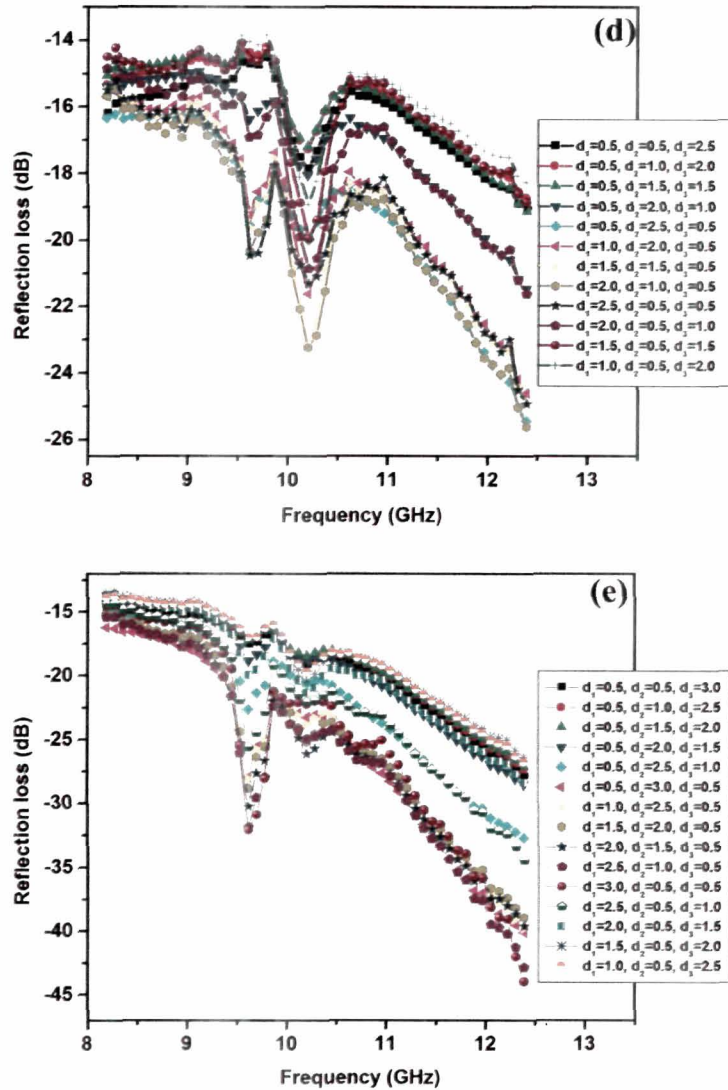 (d)
-14
-16
-18
-20
-22
-24
-26
Reflection loss (dB)
8 9 10 11 12 13
Frequency (GHz)
d₁=0.5, d₂=0.5, d₃=2.5
d₁=0.5, d₂=1.0, d₃=2.0
d₁=0.5, d₂=1.5, d₃=1.5
d₁=0.5, d₂=2.0, d₃=1.0
d₁=0.5, d₂=2.5, d₃=0.5
d₁=1.0, d₂=2.0, d₃=0.5
d₁=1.5, d₂=1.5, d₃=0.5
d₁=2.0, d₂=1.0, d₃=0.5
d₁=2.5, d₂=0.5, d₃=0.5
d₁=2.0, d₂=0.5, d₃=1.0
d₁=1.5, d₂=0.5, d₃=1.5
d₁=1.0, d₂=0.5, d₃=2.0
(e)
-15
-20
-25
-30
-35
-40
-45
Reflection loss (dB)
8 9 10 11 12 13
Frequency (GHz)
d₁=0.5, d₂=0.5, d₃=3.0
d₁=0.5, d₂=1.0, d₃=2.5
d₁=0.5, d₂=1.5, d₃=2.0
d₁=0.5, d₂=2.0, d₃=1.5
d₁=0.5, d₂=2.5, d₃=1.0
d₁=0.5, d₂=3.0, d₃=0.5
d₁=1.0, d₂=2.5, d₃=0.5
d₁=1.5, d₂=2.0, d₃=0.5
d₁=2.0, d₂=1.5, d₃=0.5
d₁=2.5, d₂=1.0, d₃=0.5
d₁=3.0, d₂=0.5, d₃=0.5
d₁=2.5, d₂=0.5, d₃=1.0
d₁=2.0, d₂=0.5, d₃=1.5
d₁=1.5, d₂=0.5, d₃=2.0
d₁=1.0, d₂=0.5, d₃=2.5